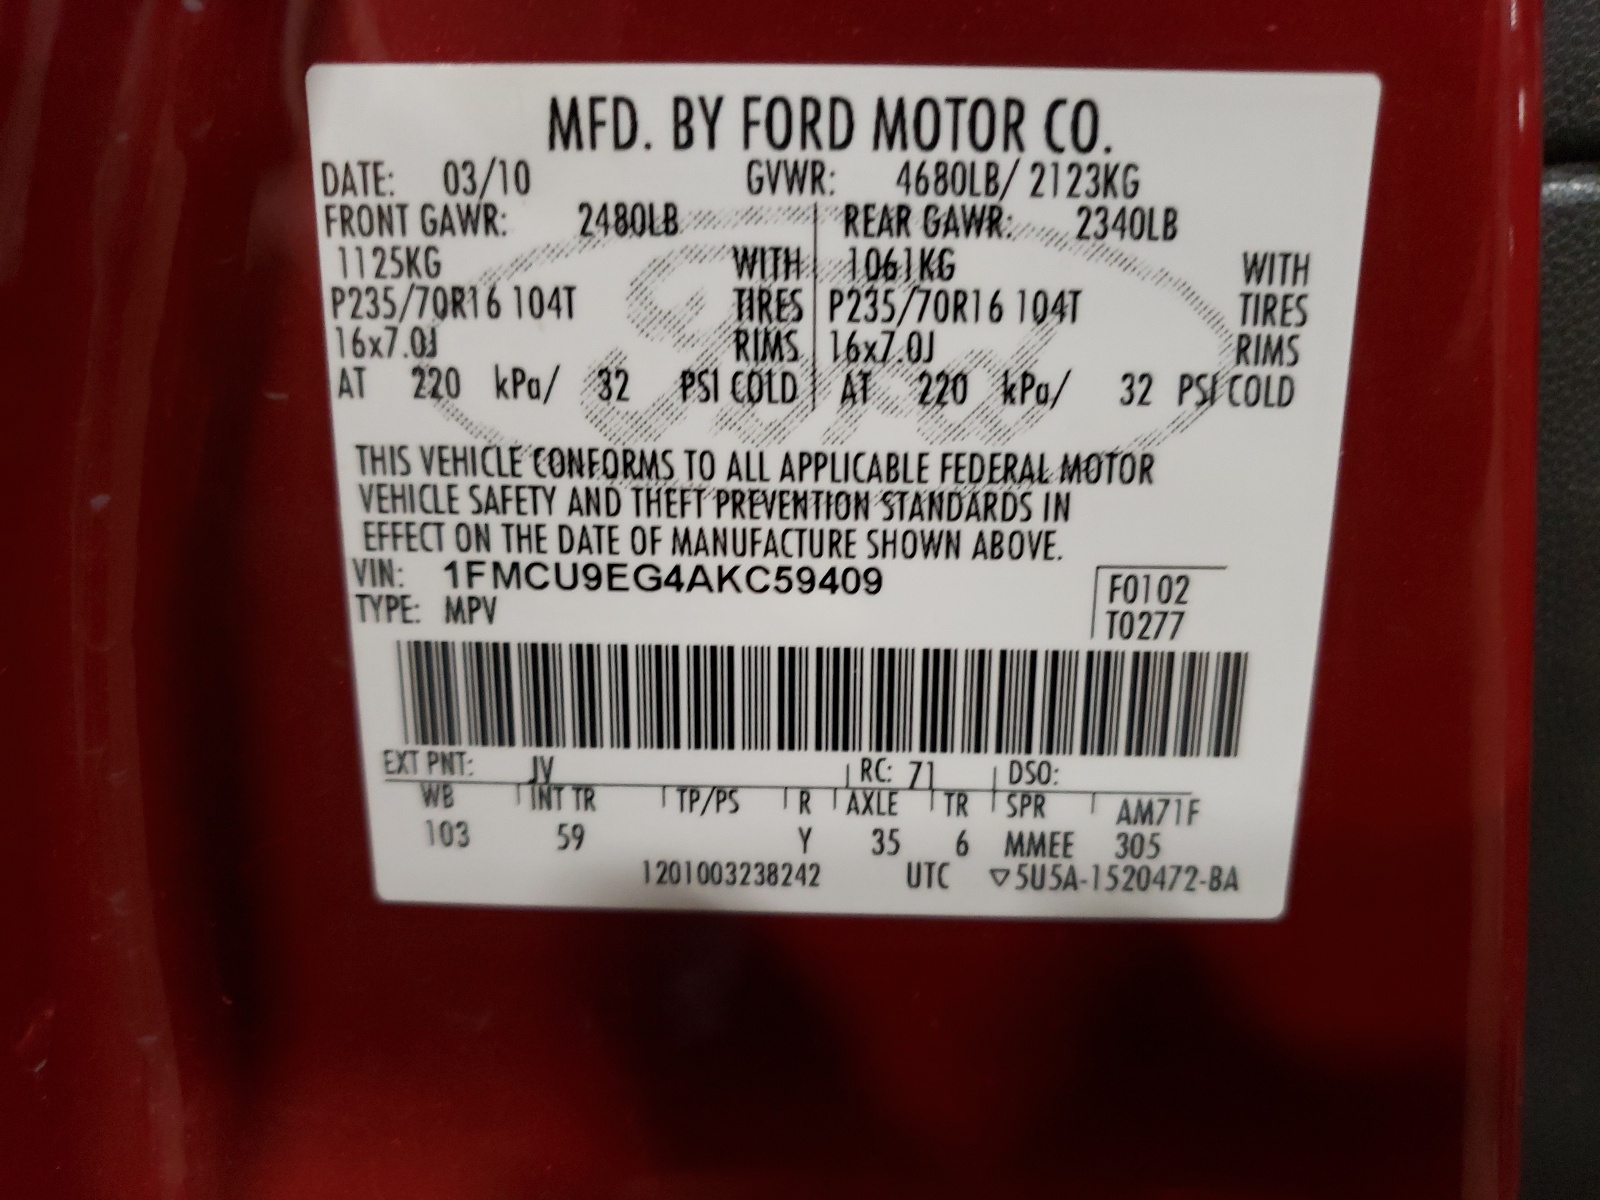 MFD. BY FORD MOTOR CO.
DATE: 03/10 GVWR: 4680LB/ 2123KG
FRONT GAWR: 2480LB REAR GAWR: 2340LB
1125KG WITH 1061KG WITH
P235/70R16 104T TIRES P235/70R16 104T TIRES
16x7.0J RIMS 16x7.0J RIMS
AT 220 kPa/ 32 PSI COLD AT 220 kPa/ 32 PSI COLD
Ford
THIS VEHICLE CONFORMS TO ALL APPLICABLE FEDERAL MOTOR
VEHICLE SAFETY AND THEFT PREVENTION STANDARDS IN
EFFECT ON THE DATE OF MANUFACTURE SHOWN ABOVE.
VIN: 1FMCU9EG4AKC59409 F0102
TYPE: MPV T0277
EXT PNT: JV RC: 71 DSO:
WB INT TR TP/PS R AXLE TR SPR AM71F
103 59 Y 35 6 MMEE 305
1201003238242 UTC ▽5U5A-1520472-BA